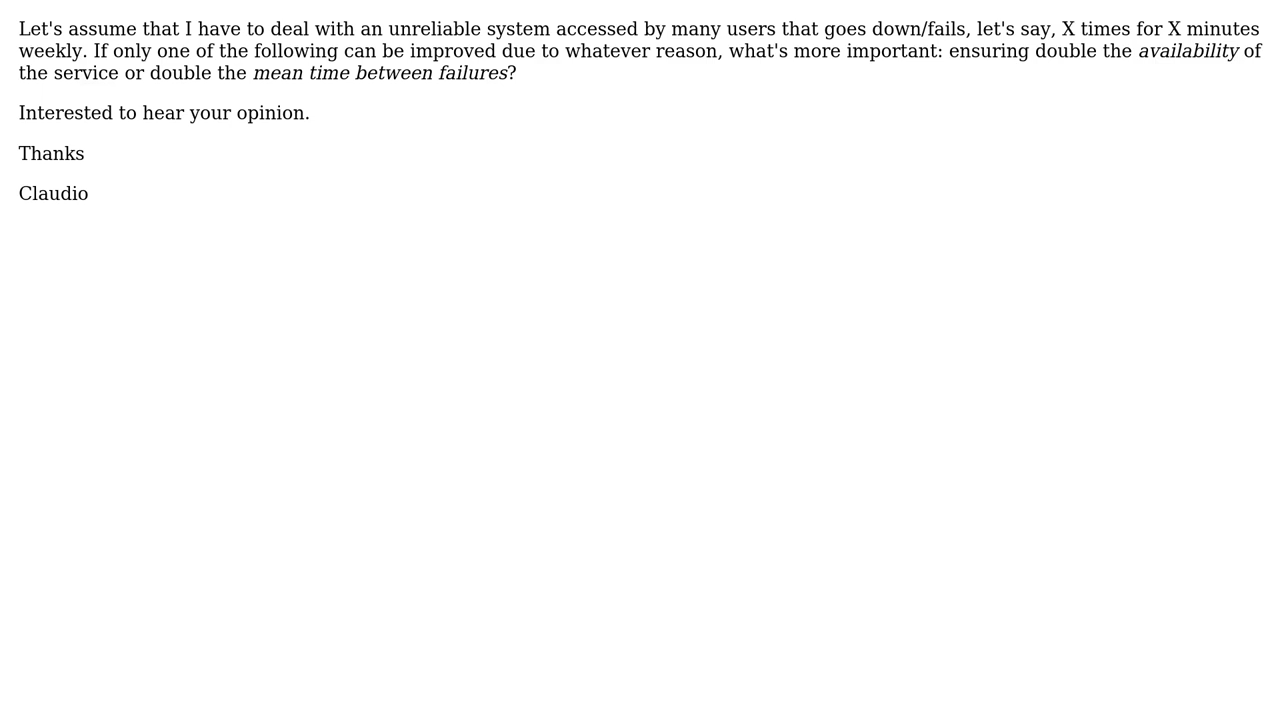 Let's assume that I have to deal with an unreliable system accessed by many users that goes down/fails, let's say, X times for X minutes
weekly. If only one of the following can be improved due to whatever reason, what's more important: ensuring double the availability of
the service or double the mean time between failures?
Interested to hear your opinion.
Thanks
Claudio